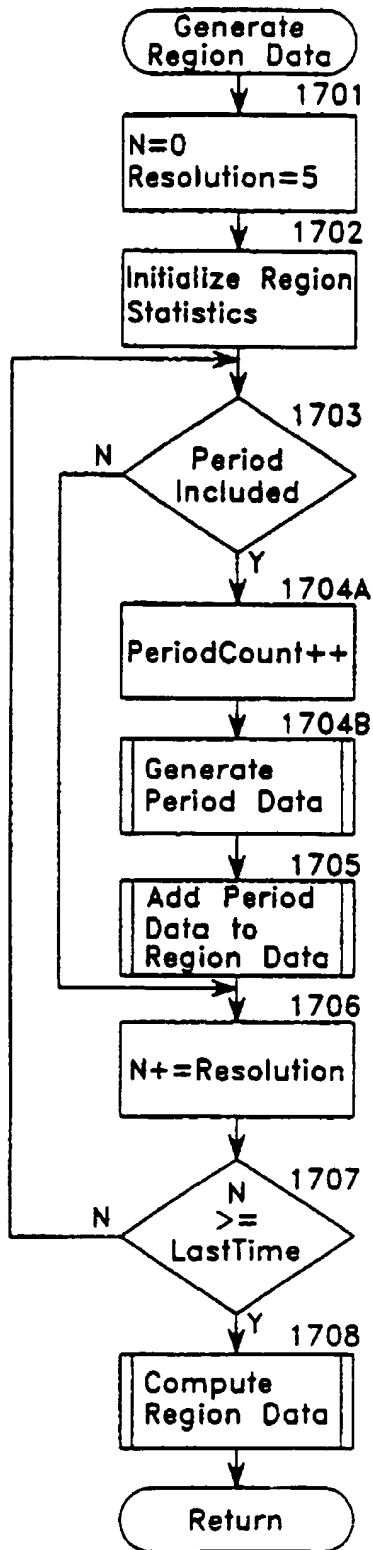 Generate
Region Data
1701
N=0
Resolution=5
1702
Initialize Region
Statistics
1703
N
Period
Included
Y
1704A
PeriodCount++
1704B
Generate
Period Data
1705
Add Period
Data to
Region Data
1706
N+=Resolution
1707
N
N
>=
LastTime
Y
1708
Compute
Region Data
Return